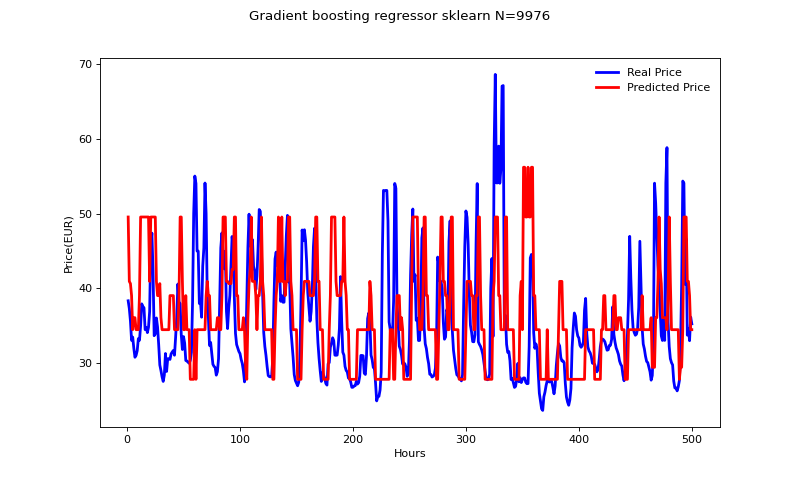 Gradient boosting regressor sklearn N=9976
Real Price
Predicted Price
Price(EUR)
70
60
50
40
30
0 100 200 300 400 500
Hours